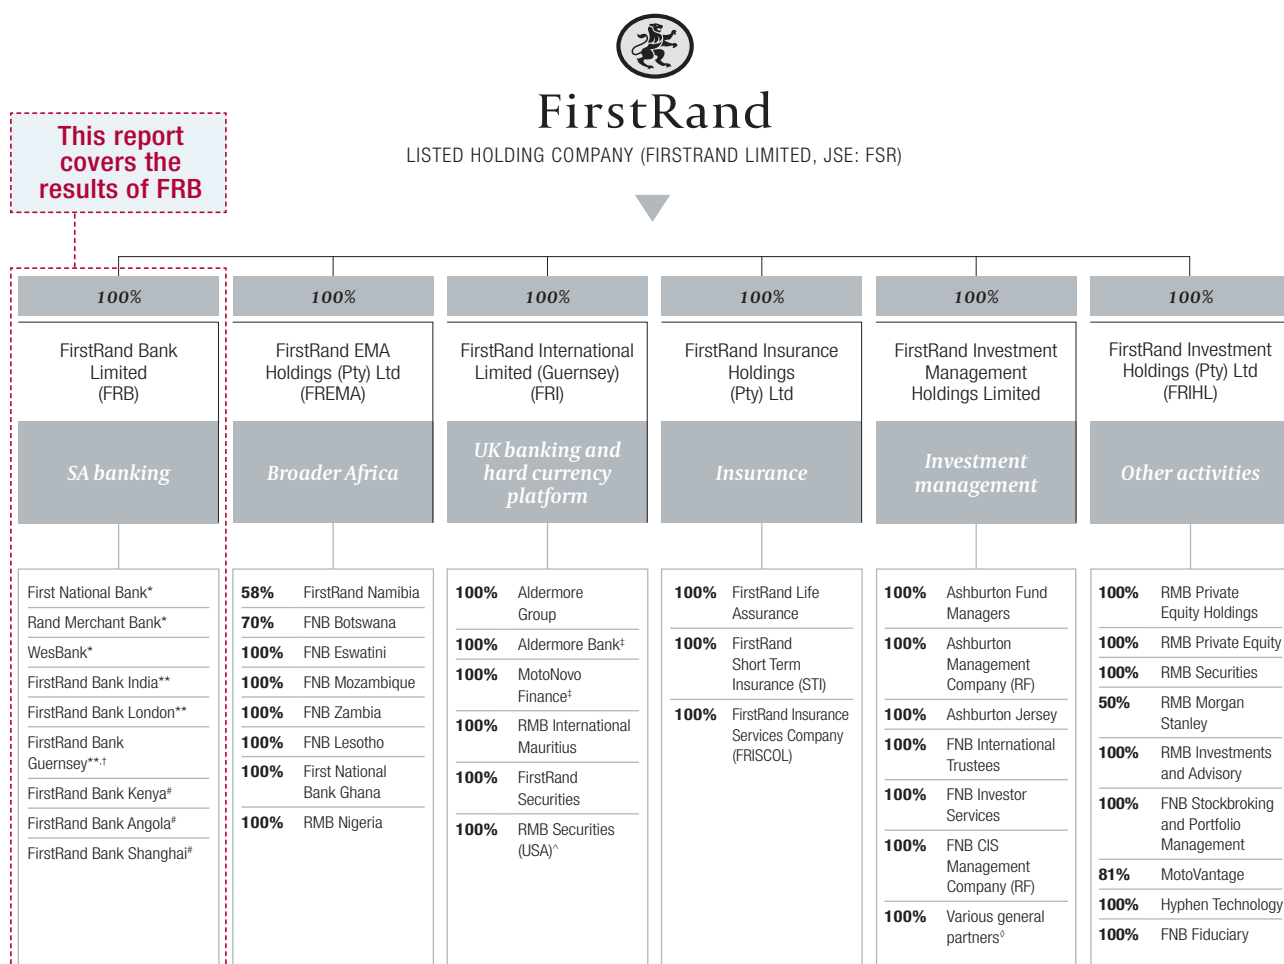 FirstRand
LISTED HOLDING COMPANY (FIRSTRAND LIMITED, JSE: FSR)
This report
covers the
results of FRB
100%
FirstRand Bank
Limited
(FRB)
SA banking
First National Bank*
Rand Merchant Bank*
WesBank*
FirstRand Bank India**
FirstRand Bank London**
FirstRand Bank
Guernsey**,†
FirstRand Bank Kenya#
FirstRand Bank Angola#
FirstRand Bank Shanghai#
100%
FirstRand EMA
Holdings (Pty) Ltd
(FREMA)
Broader Africa
58% FirstRand Namibia
70% FNB Botswana
100% FNB Eswatini
100% FNB Mozambique
100% FNB Zambia
100% FNB Lesotho
100% First National
Bank Ghana
100% RMB Nigeria
100%
FirstRand International
Limited (Guernsey)
(FRI)
UK banking and
hard currency
platform
100% Aldermore
Group
100% Aldermore Bank‡
100% MotoNovo
Finance‡
100% RMB International
Mauritius
100% FirstRand
Securities
100% RMB Securities
(USA)^
100%
FirstRand Insurance
Holdings
(Pty) Ltd
Insurance
100% FirstRand Life
Assurance
100% FirstRand
Short Term
Insurance (STI)
100% FirstRand Insurance
Services Company
(FRISCOL)
100%
FirstRand Investment
Management
Holdings Limited
Investment
management
100% Ashburton Fund
Managers
100% Ashburton
Management
Company (RF)
100% Ashburton Jersey
100% FNB International
Trustees
100% FNB Investor
Services
100% FNB CIS
Management
Company (RF)
100% Various general
partners◊
100%
FirstRand Investment
Holdings (Pty) Ltd
(FRIHL)
Other activities
100% RMB Private
Equity Holdings
100% RMB Private Equity
100% RMB Securities
50% RMB Morgan
Stanley
100% RMB Investments
and Advisory
100% FNB Stockbroking
and Portfolio
Management
81% MotoVantage
100% Hyphen Technology
100% FNB Fiduciary